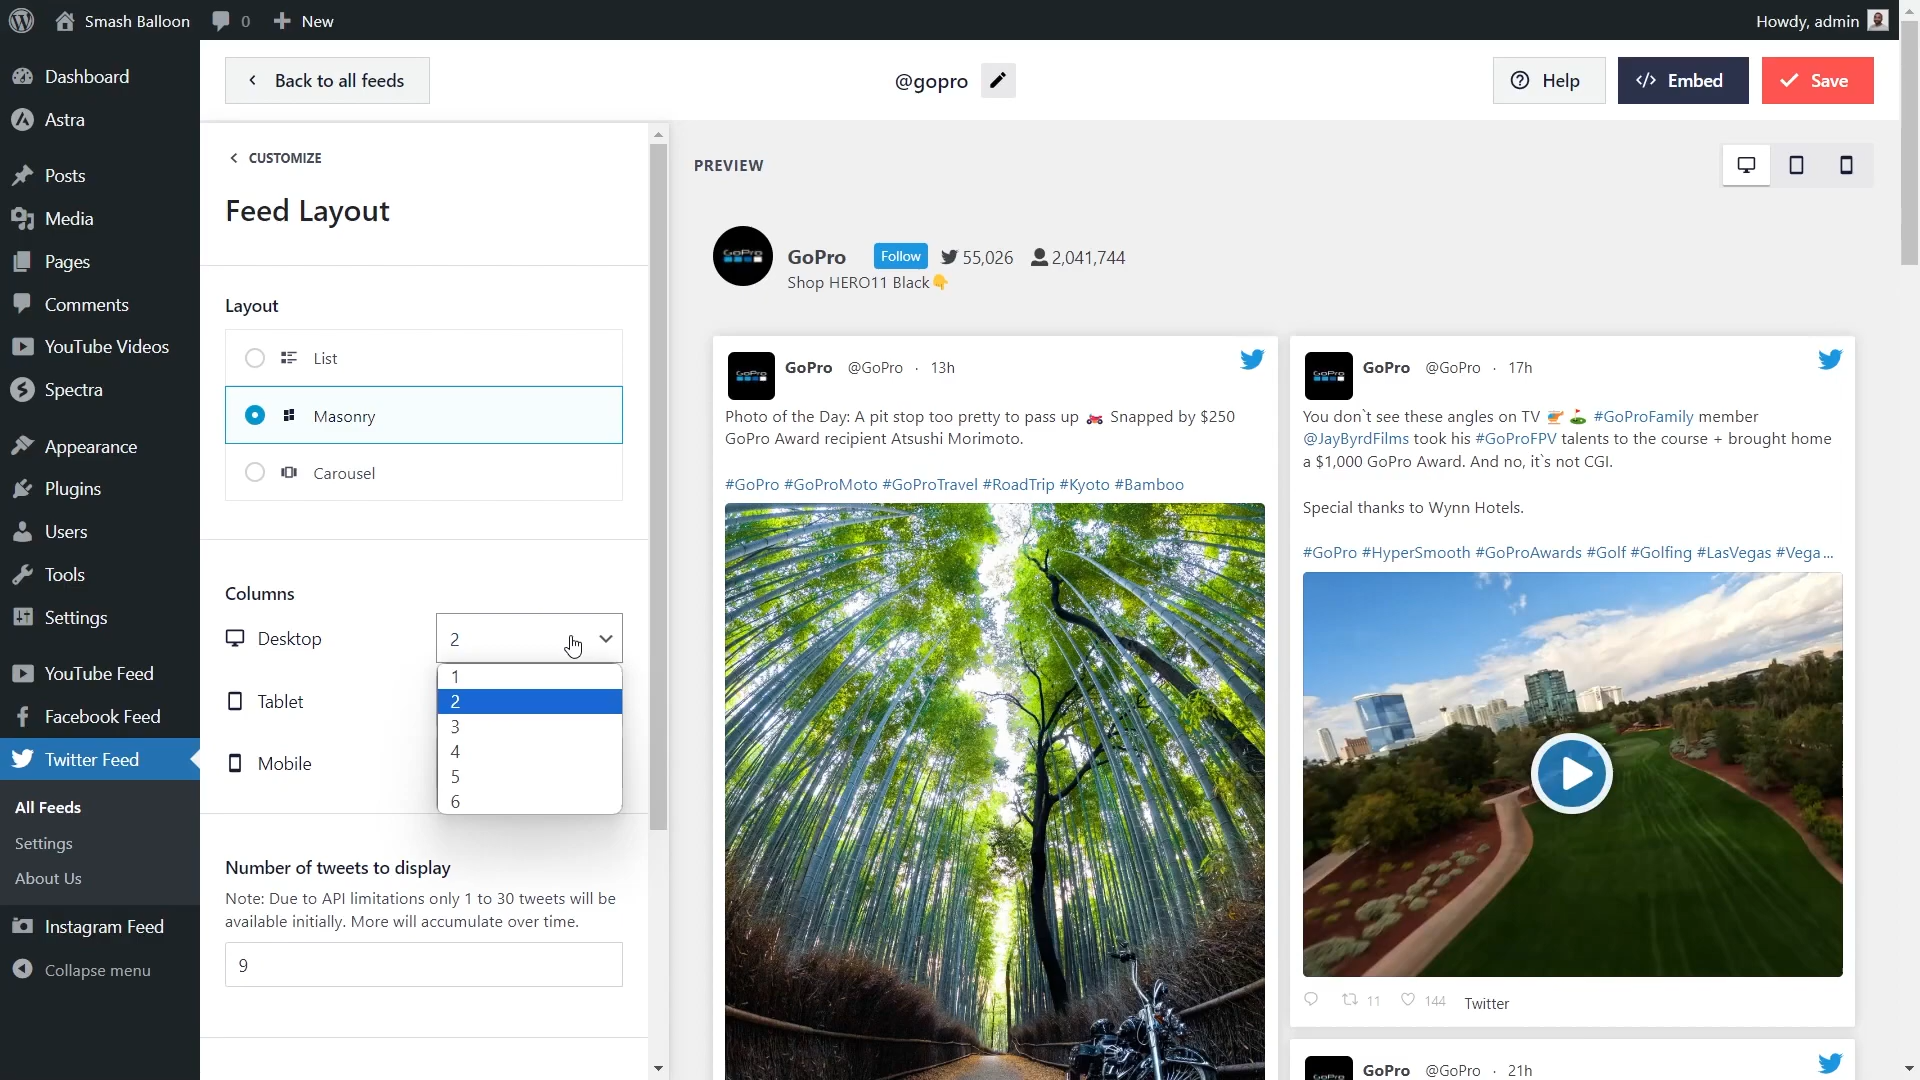 Smash Balloon
0
New
Howdy, admin
Dashboard
Astra
Posts
Media
Pages
Comments
YouTube Videos
Spectra
Appearance
Plugins
Users
Tools
Settings
YouTube Feed
Facebook Feed
Twitter Feed
All Feeds
Settings
About Us
Instagram Feed
Collapse menu
Back to all feeds
@gopro
Help
</> Embed
Save
CUSTOMIZE
Feed Layout
Layout
List
Masonry
Carousel
Columns
Desktop
2
1
2
3
4
5
6
Tablet
Mobile
Number of tweets to display
Note: Due to API limitations only 1 to 30 tweets will be
available initially. More will accumulate over time.
9
PREVIEW
GoPro
GoPro Follow 55,026 2,041,744
Shop HERO11 Black👇
GoPro
GoPro @GoPro · 13h
Photo of the Day: A pit stop too pretty to pass up 🏍️ Snapped by $250
GoPro Award recipient Atsushi Morimoto.
#GoPro #GoProMoto #GoProTravel #RoadTrip #Kyoto #Bamboo
GoPro
GoPro @GoPro · 17h
You don`t see these angles on TV 🚁 ⛳ #GoProFamily member
@JayByrdFilms took his #GoProFPV talents to the course + brought home
a $1,000 GoPro Award. And no, it`s not CGI.
Special thanks to Wynn Hotels.
#GoPro #HyperSmooth #GoProAwards #Golf #Golfing #LasVegas #Vega...
11 144 Twitter
GoPro
GoPro @GoPro · 21h